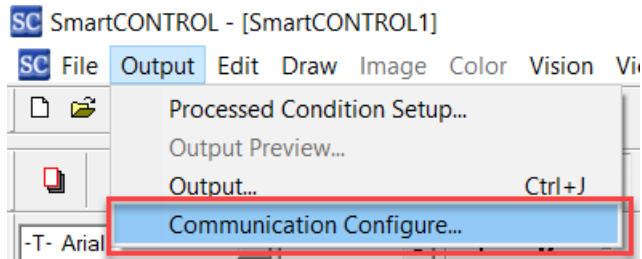 SC SmartCONTROL - [SmartCONTROL1]
SC File Output Edit Draw Image Color Vision
Processed Condition Setup...
Output Preview...
Output... Ctrl+J
Communication Configure...
-T- Arial